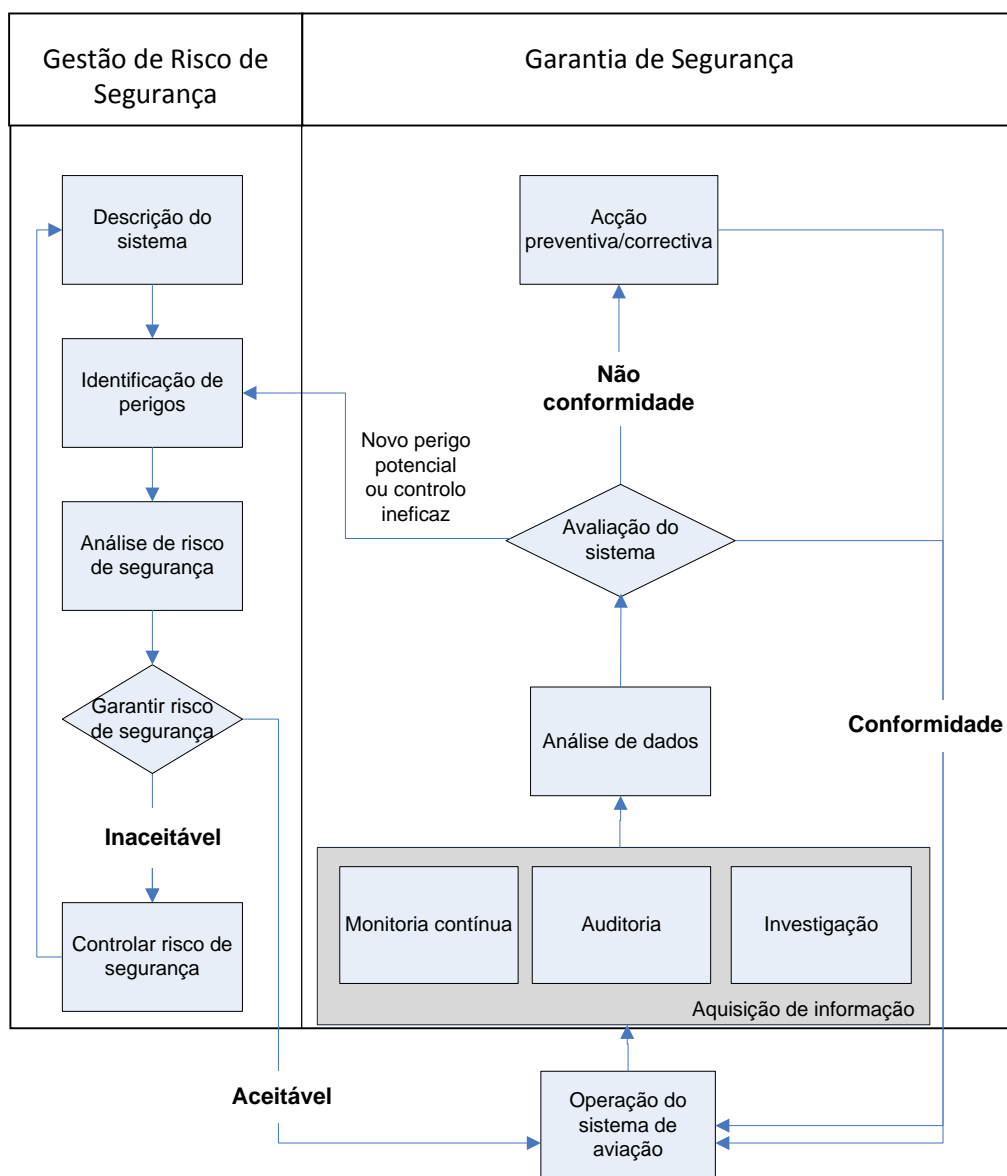 Gestão de Risco de
Segurança
Garantia de Segurança
Descrição do
sistema
Identificação de
perigos
Análise de risco
de segurança
Garantir risco
de segurança
Inaceitável
Controlar risco de
segurança
Aceitável
Acção
preventiva/correctiva
Não
conformidade
Novo perigo
potencial
ou controlo
ineficaz
Avaliação do
sistema
Conformidade
Análise de dados
Monitoria contínua
Auditoria
Investigação
Aquisição de informação
Operação do
sistema de
aviação